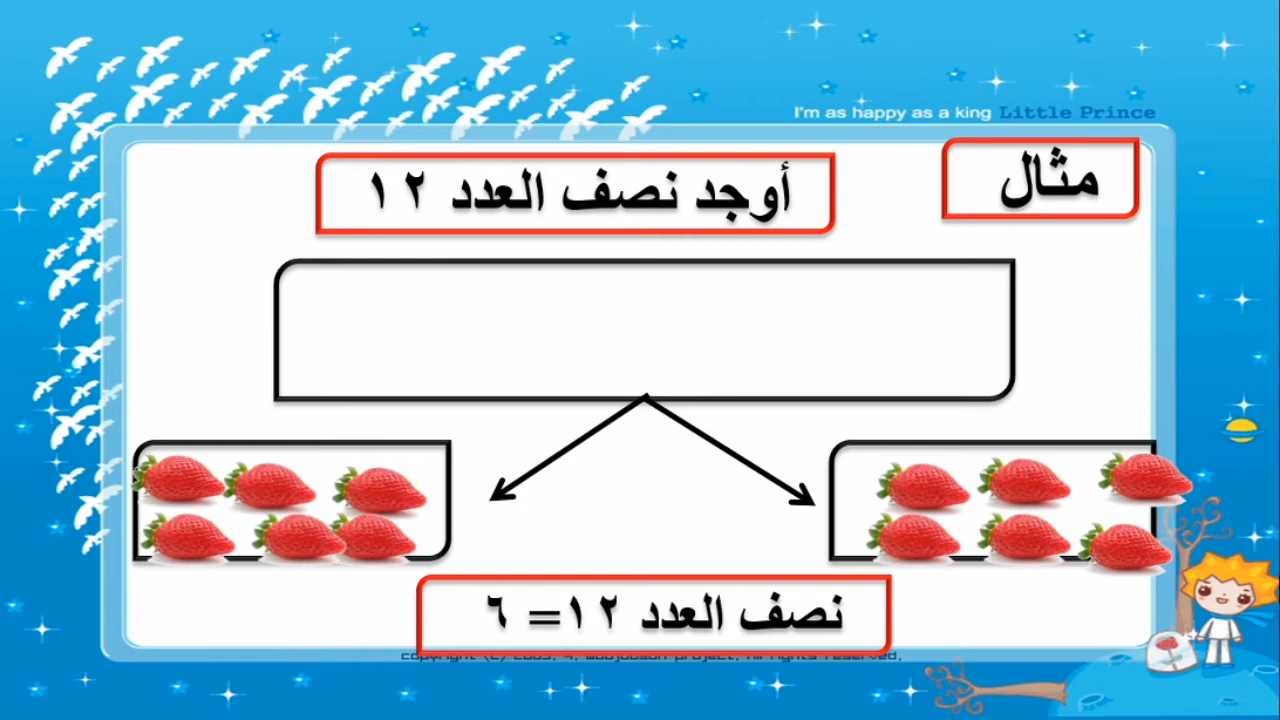 I'm as happy as a king Little Prince
مثال
أوجد نصف العدد ١٢
نصف العدد ١٢= ٦